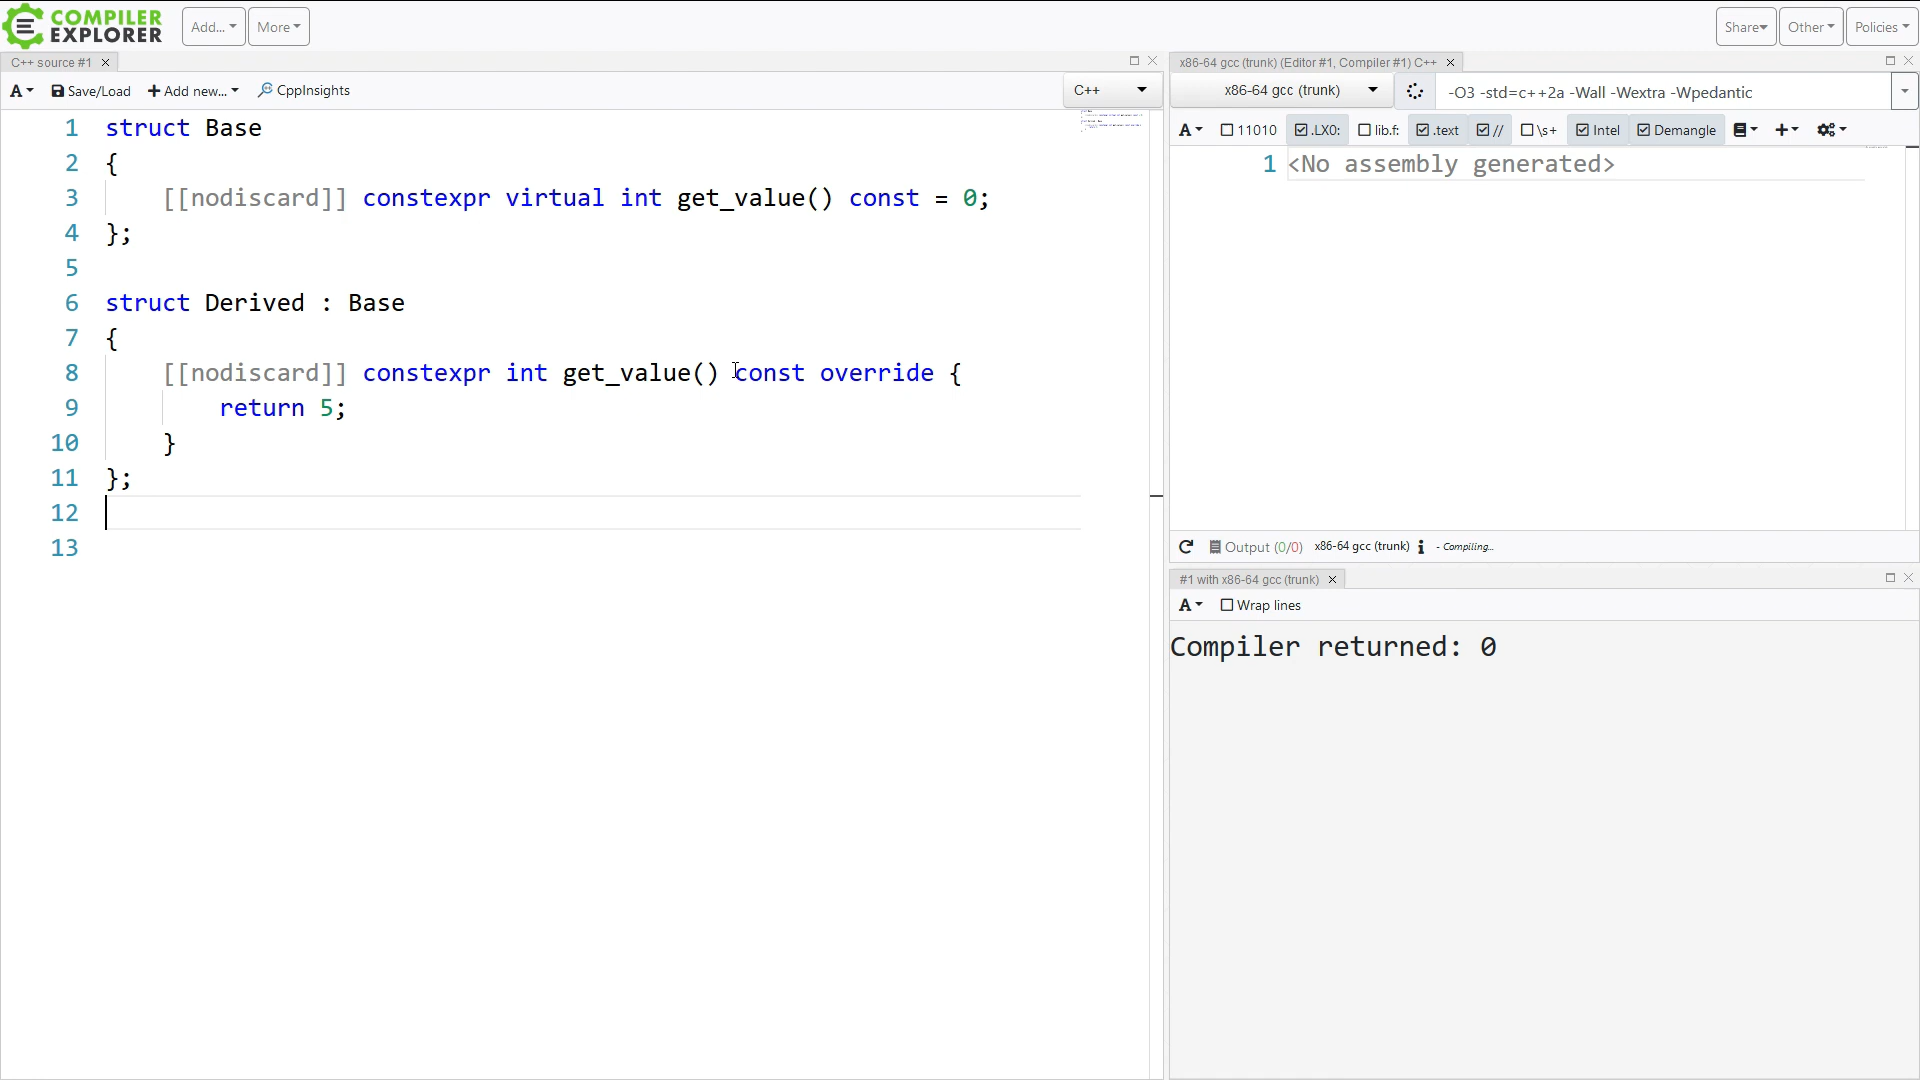 COMPILER
EXPLORER
Add...
More
Share
Other
Policies
C++ source #1
A
Save/Load
Add new...
CppInsights
C++
1 struct Base
2 {
3 [[nodiscard]] constexpr virtual int get_value() const = 0;
4 };
5
6 struct Derived : Base
7 {
8 [[nodiscard]] constexpr int get_value() const override {
9 return 5;
10 }
11 };
12
13
x86-64 gcc (trunk) (Editor #1, Compiler #1) C++
x86-64 gcc (trunk)
-O3 -std=c++2a -Wall -Wextra -Wpedantic
A
11010
.LX0:
lib.f:
.text
//
\s+
Intel
Demangle
1 <No assembly generated>
Output (0/0)
x86-64 gcc (trunk)
- Compiling...
#1 with x86-64 gcc (trunk)
A
Wrap lines
Compiler returned: 0